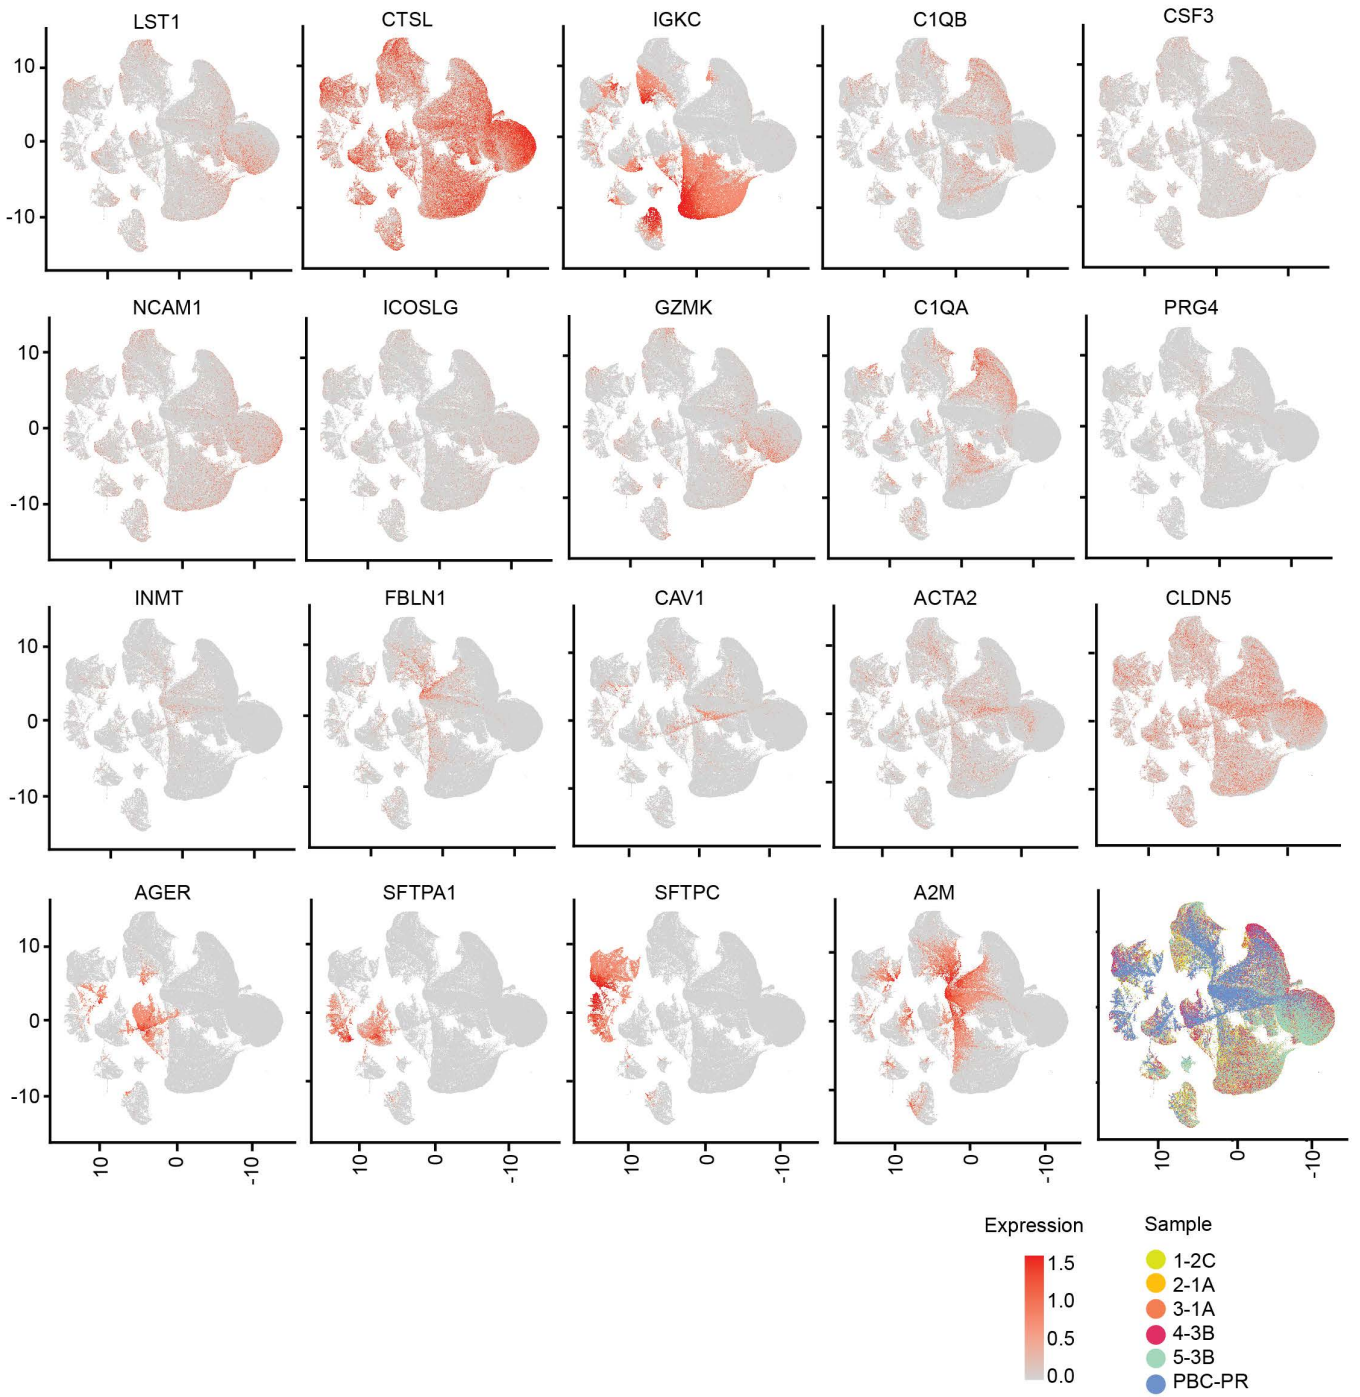 LST1 CTSL IGKC C1QB CSF3
10
0
-10
NCAM1 ICOSLG GZMK C1QA PRG4
10
0
-10
INMT FBLN1 CAV1 ACTA2 CLDN5
10
0
-10
AGER SFTPA1 SFTPC A2M
10
0
-10
10 0 -10 10 0 -10 10 0 -10 10 0 -10 10 0 -10
Expression
1.5
1.0
0.5
0.0
Sample
1-2C
2-1A
3-1A
4-3B
5-3B
PBC-PR